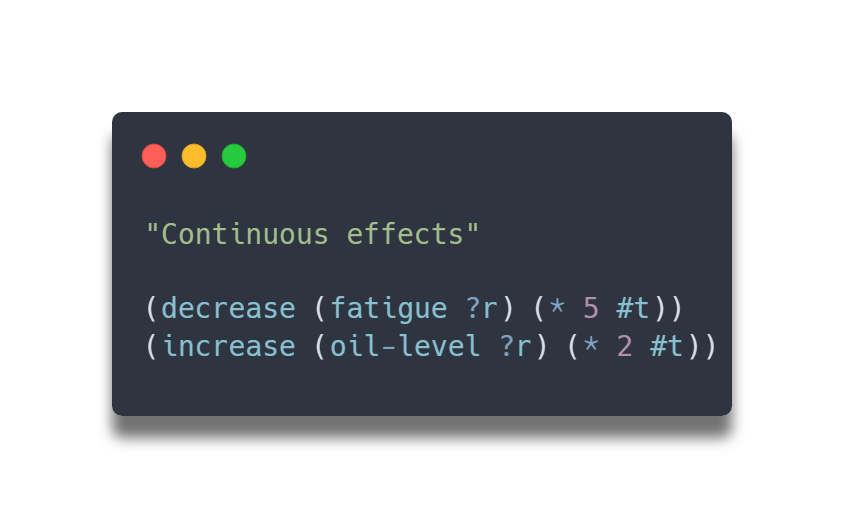 "Continuous effects"
(decrease (fatigue ?r) (* 5 #t))
(increase (oil-level ?r) (* 2 #t))